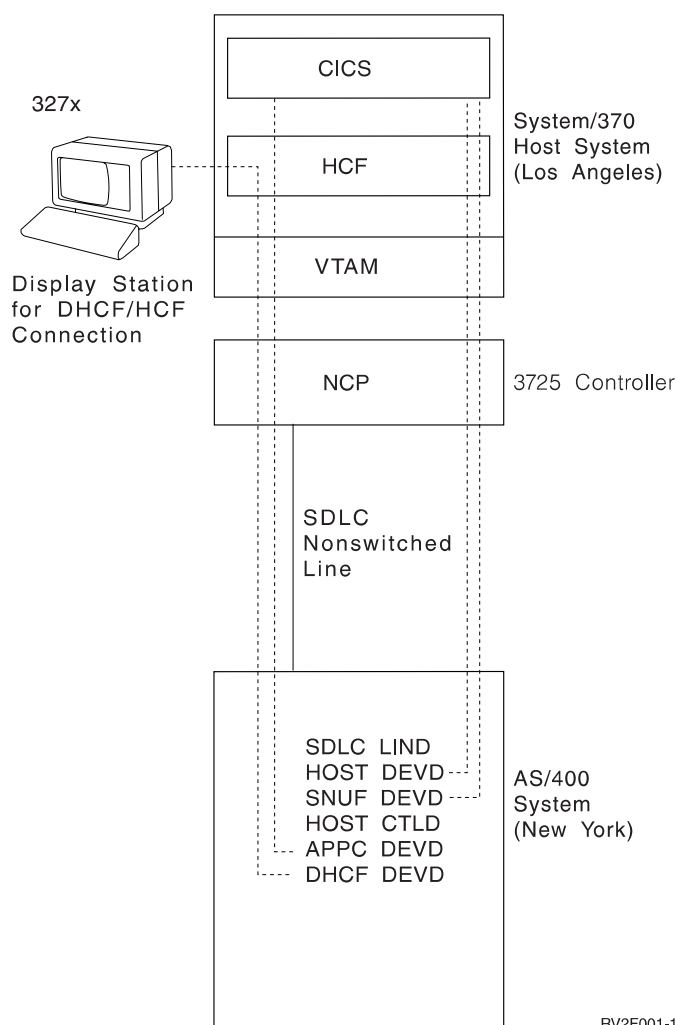 CICS
327x
System/370
Host System
(Los Angeles)
HCF
VTAM
Display Station
for DHCF/HCF
Connection
NCP
3725 Controller
SDLC
Nonswitched
Line
SDLC LIND
HOST DEVD
SNUF DEVD
HOST CTLD
APPC DEVD
DHCF DEVD
AS/400
System
(New York)
RV2F001-1